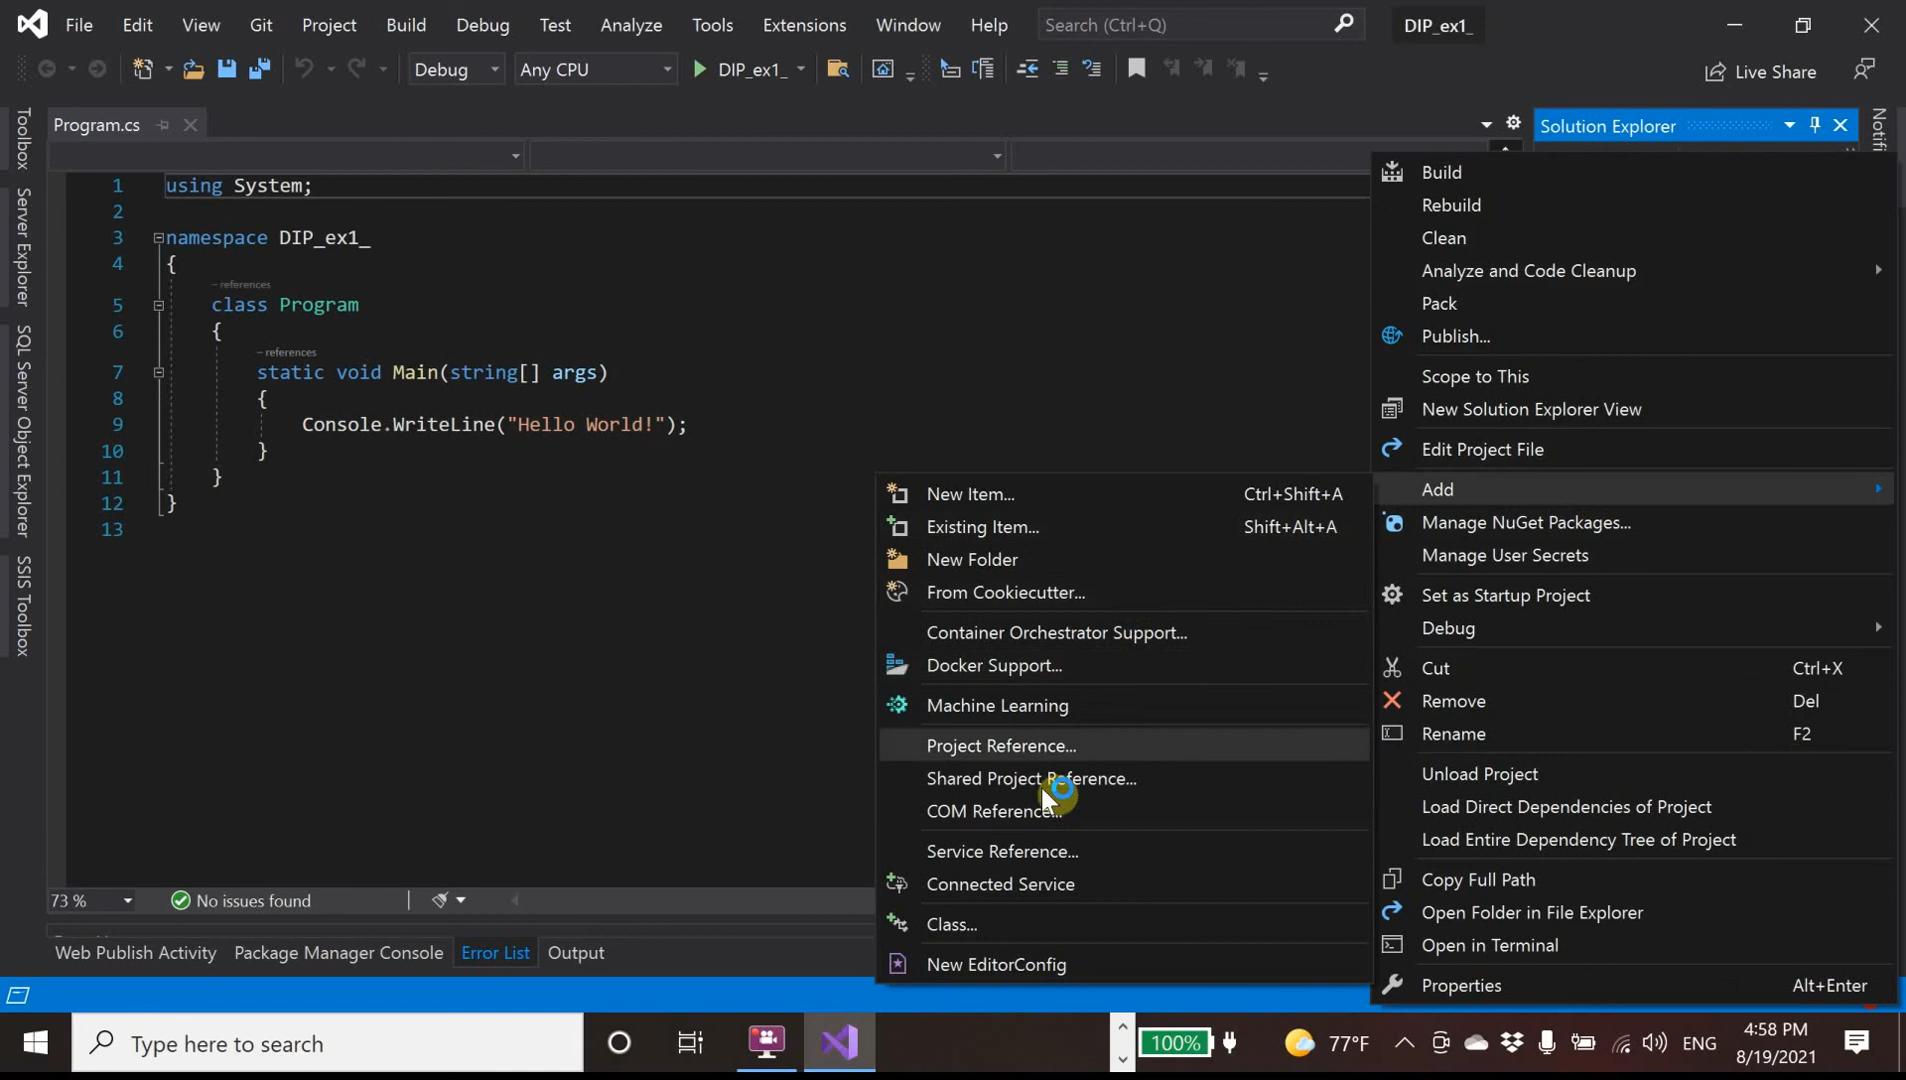 File Edit View Git Project Build Debug Test Analyze Tools Extensions Window Help Search (Ctrl+Q) DIP_ex1_
Debug Any CPU DIP_ex1_ Live Share
Program.cs
Solution Explorer
Toolbox
Server Explorer
SQL Server Object Explorer
SSIS Toolbox
1 using System;
2
3 namespace DIP_ex1_
4 {
– references
5 class Program
6 {
– references
7 static void Main(string[] args)
8 {
9 Console.WriteLine("Hello World!");
10 }
11 }
12 }
13
New Item... Ctrl+Shift+A
Existing Item... Shift+Alt+A
New Folder
From Cookiecutter...
Container Orchestrator Support...
Docker Support...
Machine Learning
Project Reference...
Shared Project Reference...
COM Reference...
Service Reference...
Connected Service
Class...
New EditorConfig
Build
Rebuild
Clean
Analyze and Code Cleanup
Pack
Publish...
Scope to This
New Solution Explorer View
Edit Project File
Add
Manage NuGet Packages...
Manage User Secrets
Set as Startup Project
Debug
Cut Ctrl+X
Remove Del
Rename F2
Unload Project
Load Direct Dependencies of Project
Load Entire Dependency Tree of Project
Copy Full Path
Open Folder in File Explorer
Open in Terminal
Properties Alt+Enter
73 % No issues found
Web Publish Activity Package Manager Console Error List Output
Type here to search
100% 77°F ENG
4:58 PM
8/19/2021